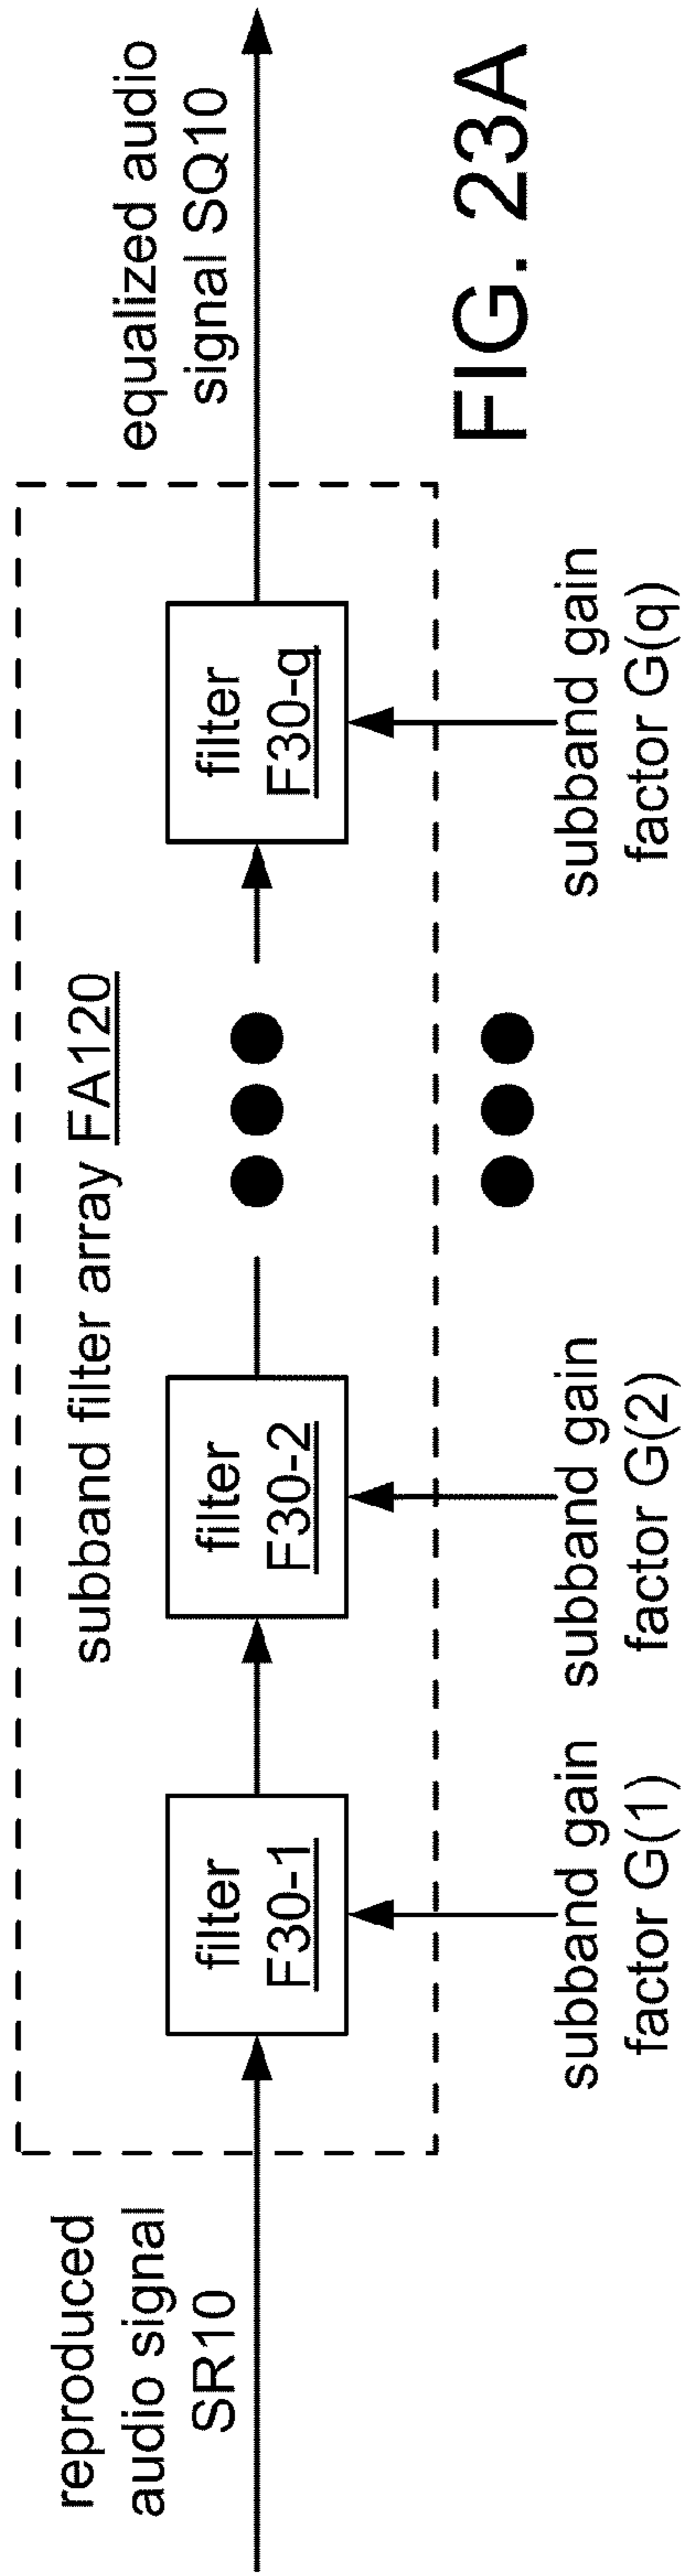 reproduced
audio signal
SR10
subband filter array FA120
filter
F30-1
filter
F30-2
filter
F30-q
equalized audio
signal SQ10
subband gain
factor G(1)
subband gain
factor G(2)
subband gain
factor G(q)
FIG. 23A